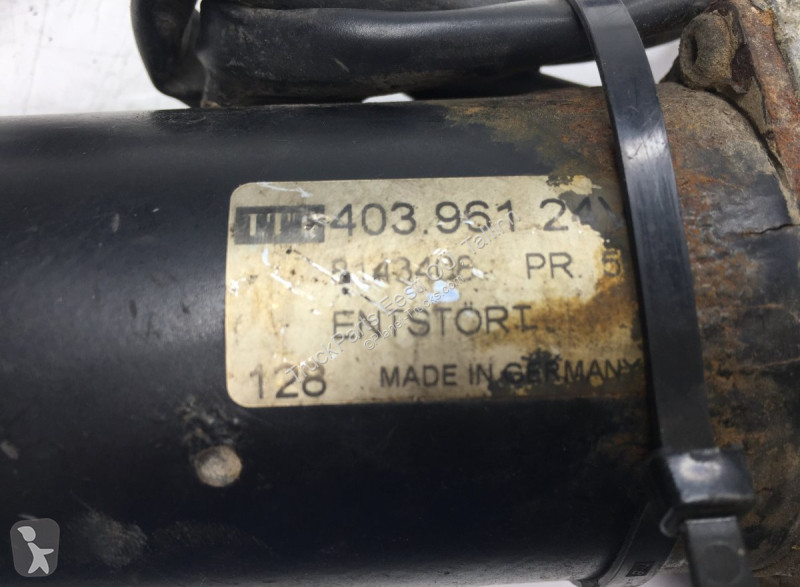 403.961 24V
PR. 5
ENTSTÖRT
128 MADE IN GERMANY